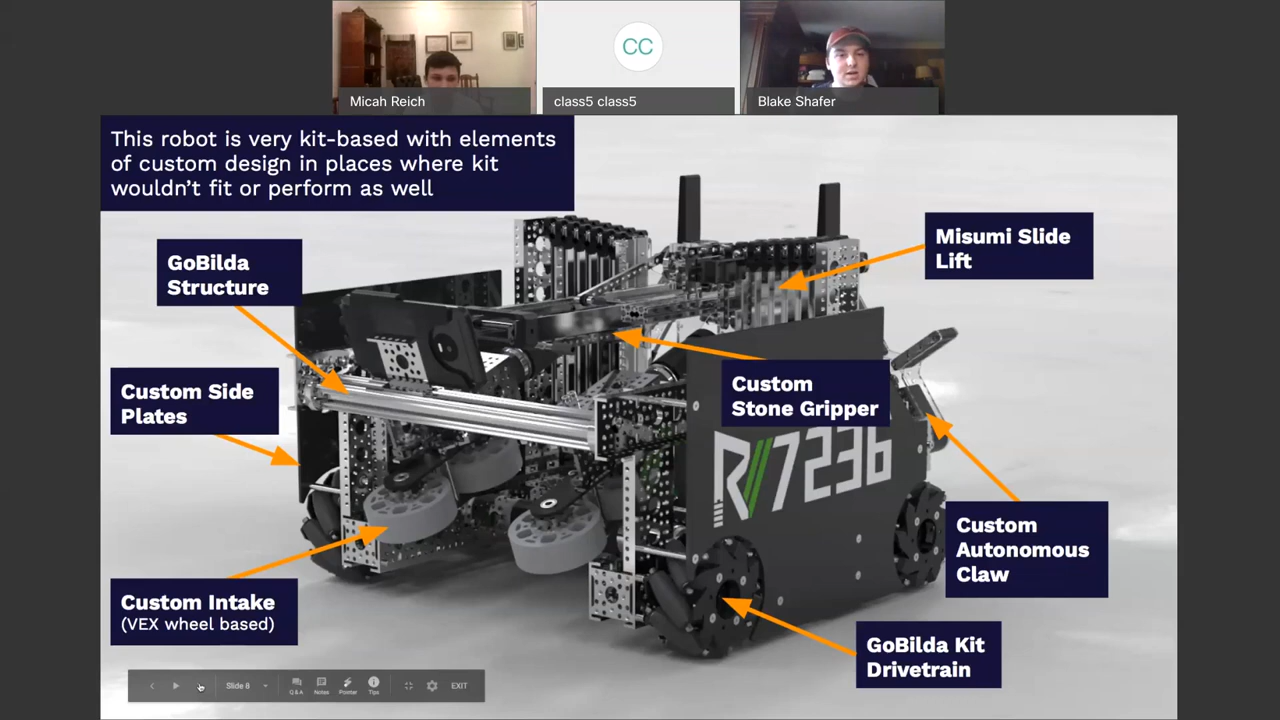 CC
Micah Reich
class5 class5
Blake Shafer
This robot is very kit-based with elements
of custom design in places where kit
wouldn't fit or perform as well
GoBilda
Structure
Misumi Slide
Lift
Custom Side
Plates
Custom
Stone Gripper
R//7236
Custom
Autonomous
Claw
Custom Intake
(VEX wheel based)
GoBilda Kit
Drivetrain
Slide 8
Q & A
Notes
Pointer
Tips
EXIT